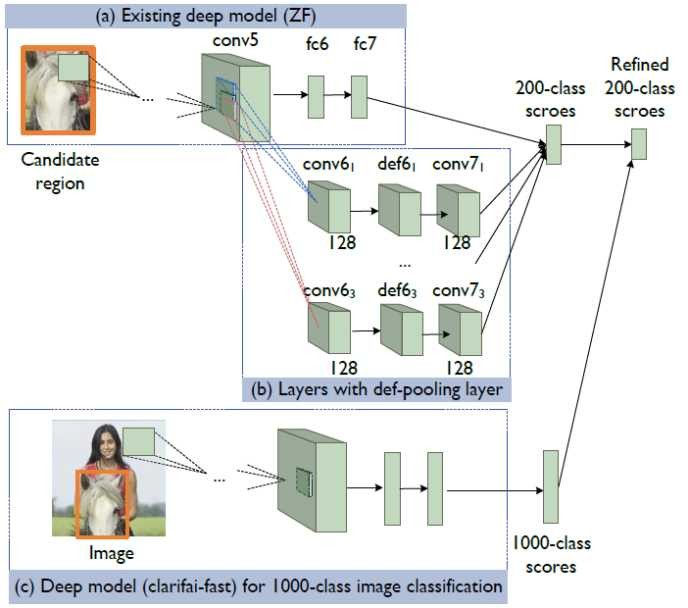 (a) Existing deep model (ZF)
conv5
fc6
fc7
Candidate
region
...
200-class
scroes
Refined
200-class
scroes
conv6₁
def6₁
conv7₁
128
128
...
conv6₃
def6₃
conv7₃
128
128
(b) Layers with def-pooling layer
...
Image
1000-class
scores
(c) Deep model (clarifai-fast) for 1000-class image classification